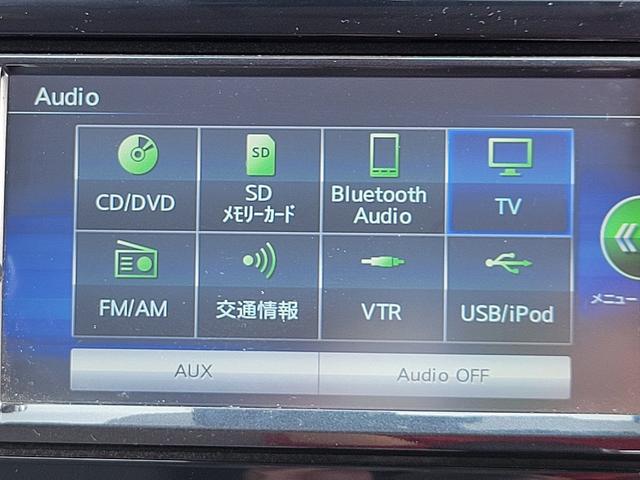 Audio
SD
CD/DVD
SD
メモリーカード
Bluetooth
Audio
TV
FM/AM
交通情報
VTR
USB/iPod
メニュー
AUX
Audio OFF